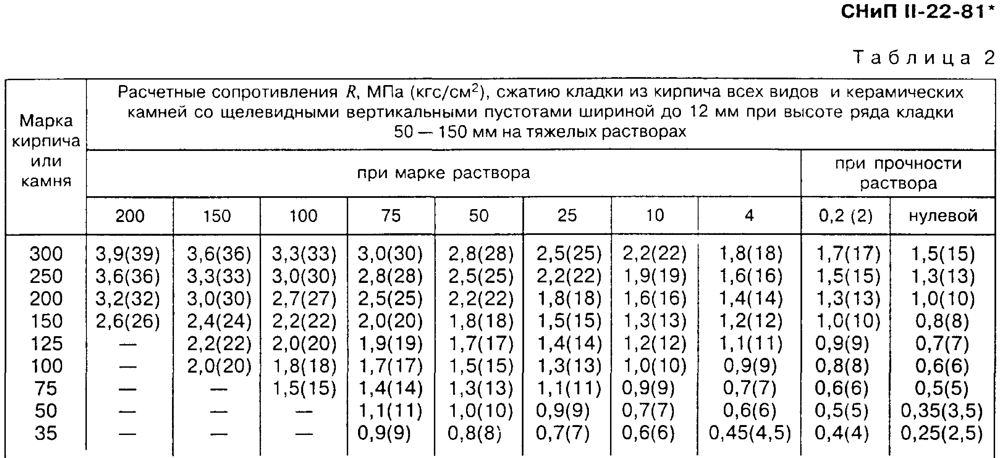 СНиП II-22-81*
Таблица 2
Марка кирпича или камня
Расчетные сопротивления R, МПа (кгс/см²), сжатию кладки из кирпича всех видов и керамических
камней со щелевидными вертикальными пустотами шириной до 12 мм при высоте ряда кладки
50 — 150 мм на тяжелых растворах
при марке раствора
при прочности
раствора
200 150 100 75 50 25 10 4 0,2 (2) нулевой
300 3,9(39) 3,6(36) 3,3(33) 3,0(30) 2,8(28) 2,5(25) 2,2(22) 1,8(18) 1,7(17) 1,5(15)
250 3,6(36) 3,3(33) 3,0(30) 2,8(28) 2,5(25) 2,2(22) 1,9(19) 1,6(16) 1,5(15) 1,3(13)
200 3,2(32) 3,0(30) 2,7(27) 2,5(25) 2,2(22) 1,8(18) 1,6(16) 1,4(14) 1,3(13) 1,0(10)
150 2,6(26) 2,4(24) 2,2(22) 2,0(20) 1,8(18) 1,5(15) 1,3(13) 1,2(12) 1,0(10) 0,8(8)
125 — 2,2(22) 2,0(20) 1,9(19) 1,7(17) 1,4(14) 1,2(12) 1,1(11) 0,9(9) 0,7(7)
100 — 2,0(20) 1,8(18) 1,7(17) 1,5(15) 1,3(13) 1,0(10) 0,9(9) 0,8(8) 0,6(6)
75 — — 1,5(15) 1,4(14) 1,3(13) 1,1(11) 0,9(9) 0,7(7) 0,6(6) 0,5(5)
50 — — — 1,1(11) 1,0(10) 0,9(9) 0,7(7) 0,6(6) 0,5(5) 0,35(3,5)
35 — — — 0,9(9) 0,8(8) 0,7(7) 0,6(6) 0,45(4,5) 0,4(4) 0,25(2,5)